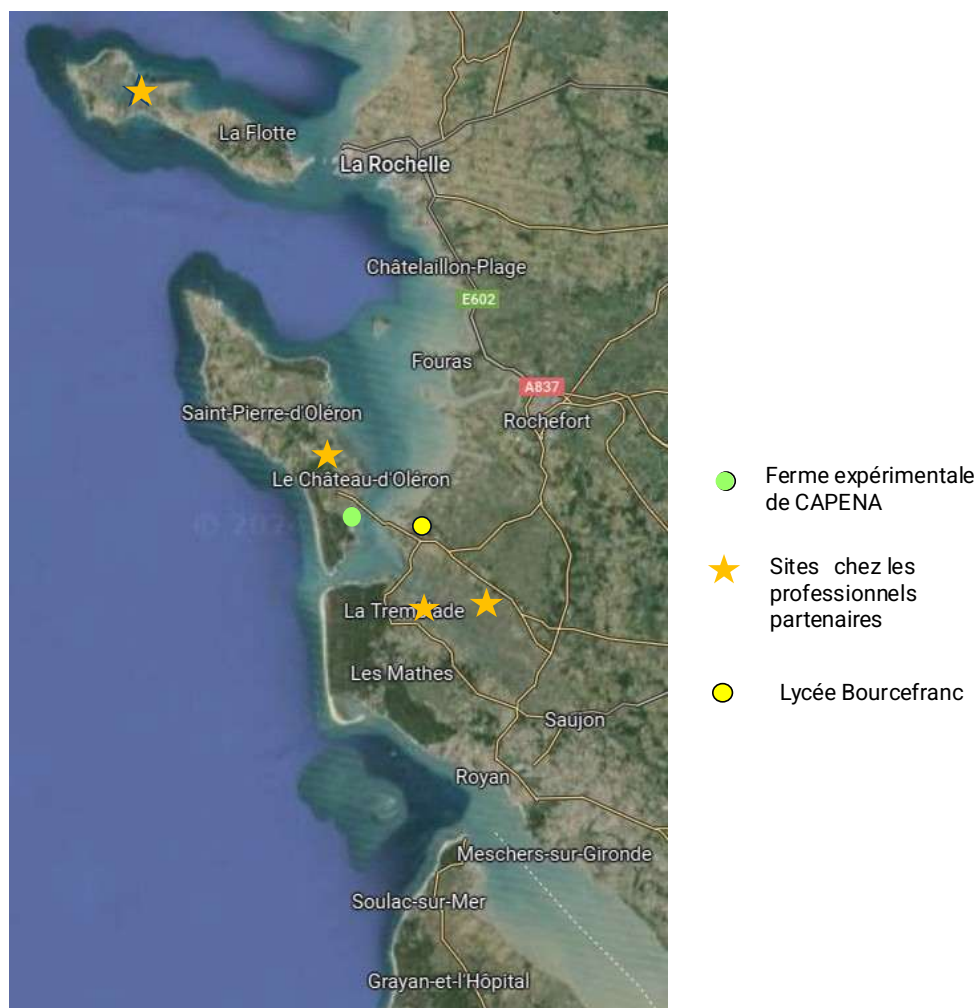 La Flotte
La Rochelle
Châtelaillon-Plage
E602
Fouras
A837
Saint-Pierre-d'Oléron
Rochefort
Le Château-d'Oléron
La Tremblade
Les Mathes
Saujon
Royan
Meschers-sur-Gironde
Soulac-sur-Mer
Grayan-et-l'Hôpital
Ferme expérimentale
de CAPENA
Sites chez les
professionnels
partenaires
Lycée Bourcefranc